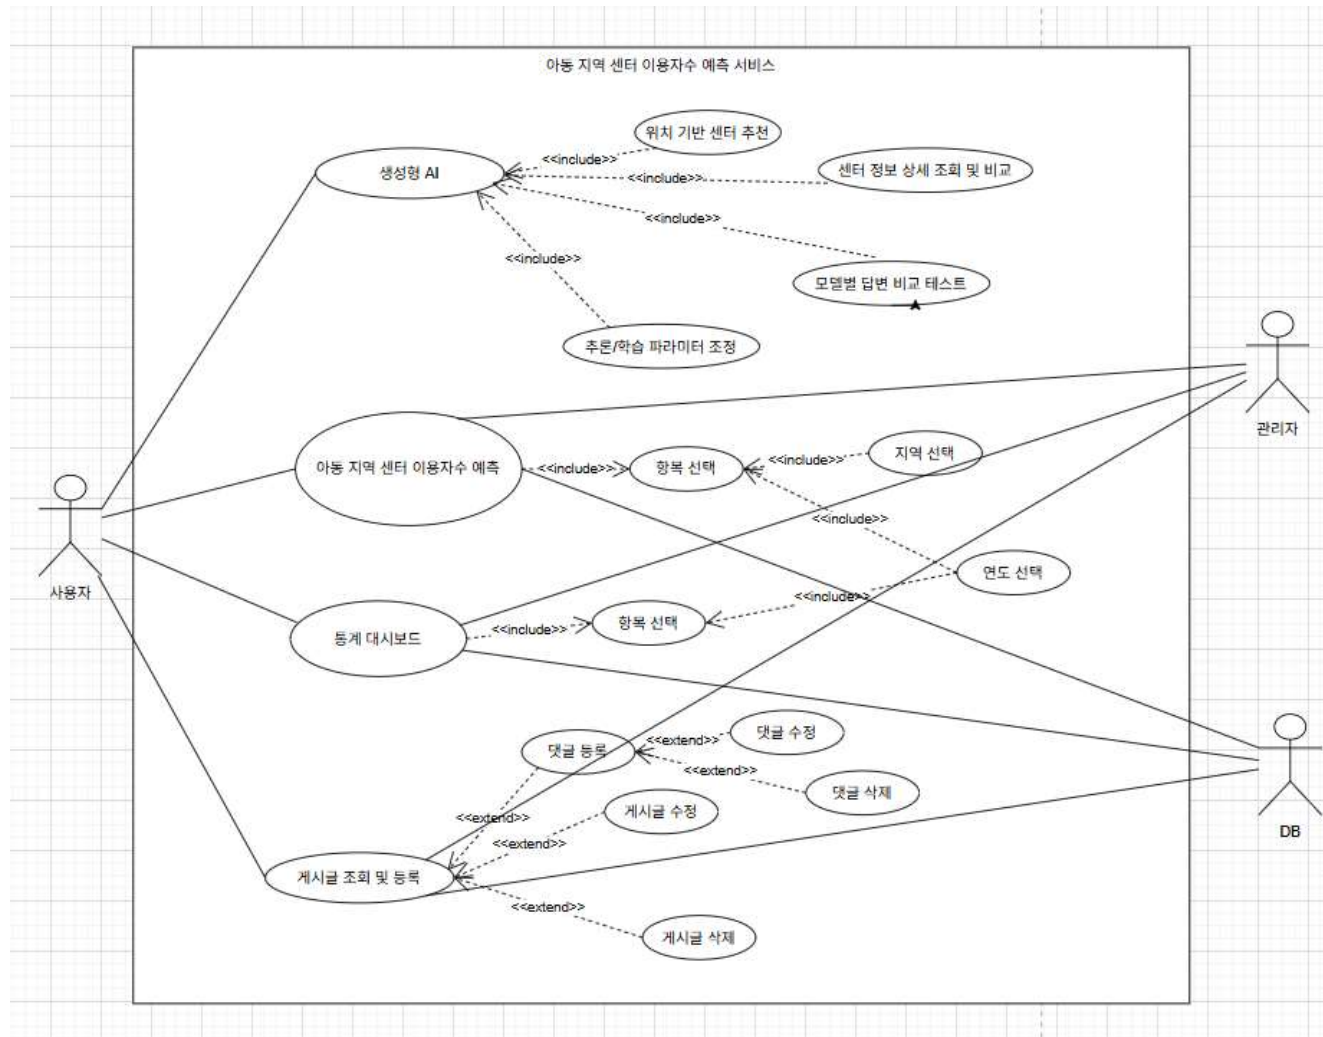 아동 지역 센터 이용자수 예측 서비스
위치 기반 센터 추천
<<include>>
생성형 AI
센터 정보 상세 조회 및 비교
<<include>>
<<include>>
<<include>>
모델별 답변 비교 테스트
추론/학습 파라미터 조정
관리자
지역 선택
<<include>>
아동 지역 센터 이용자수 예측
<<include>>
항목 선택
<<include>>
연도 선택
사용자
<<include>>
항목 선택
<<include>>
통계 대시보드
댓글 수정
<<extend>>
댓글 등록
<<extend>>
댓글 삭제
게시글 수정
<<extend>>
DB
<<extend>>
게시글 조회 및 등록
<<extend>>
게시글 삭제